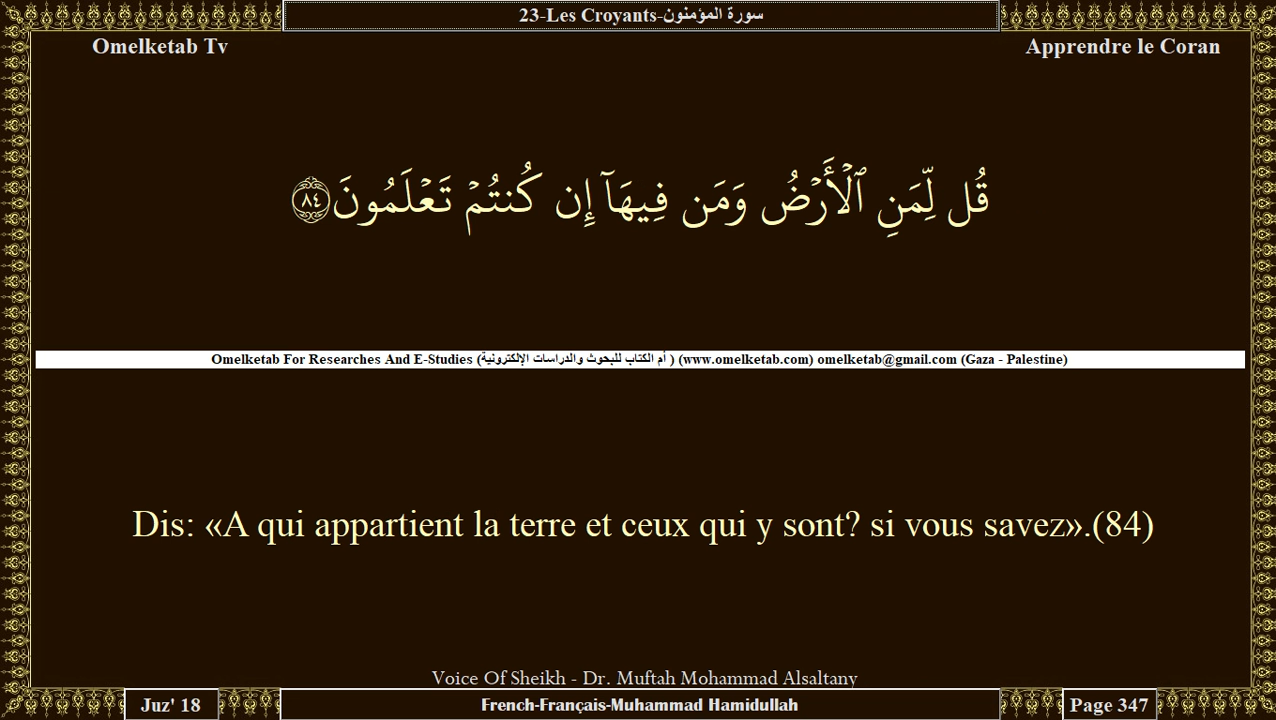 23-Les Croyants-سورة المؤمنون
Omelketab Tv
Apprendre le Coran
قُل لِّمَنِ ٱلْأَرْضُ وَمَن فِيهَآ إِن كُنتُمْ تَعْلَمُونَ ٨٤
Omelketab For Researches And E-Studies (أم الكتاب للبحوث والدراسات الإلكترونية ) (www.omelketab.com) omelketab@gmail.com (Gaza - Palestine)
Dis: «A qui appartient la terre et ceux qui y sont? si vous savez».(84)
Voice Of Sheikh - Dr. Muftah Mohammad Alsaltany
Juz' 18
French-Français-Muhammad Hamidullah
Page 347